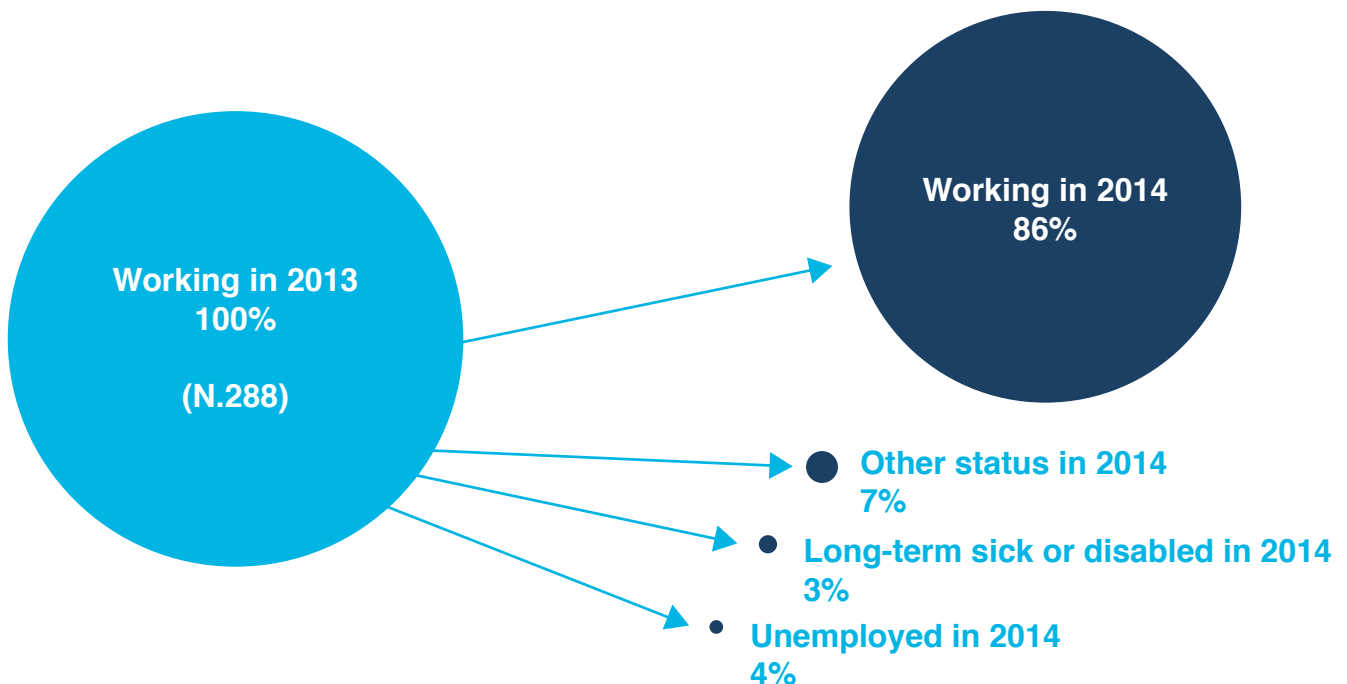 Working in 2014
86%
Working in 2013
100%
(N.288)
Other status in 2014
7%
Long-term sick or disabled in 2014
3%
Unemployed in 2014
4%